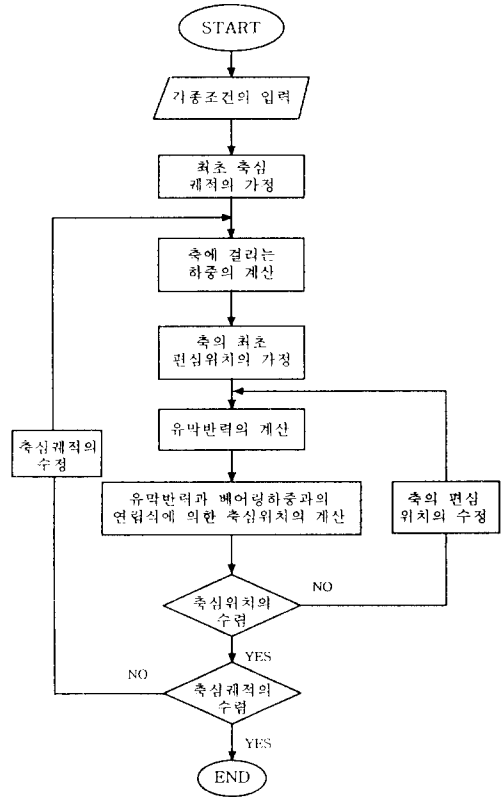 START
각종조건의 입력
최초 축심
궤적의 가정
축에 걸리는
하중의 계산
축의 최초
편심위치의 가정
유막반력의 계산
축심궤적의
수정
유막반력과 베어링하중과의
연립식에 의한 축심위치의 계산
축의 편심
위치의 수정
축심위치의
수렴
NO
YES
축심궤적의
수렴
NO
YES
END